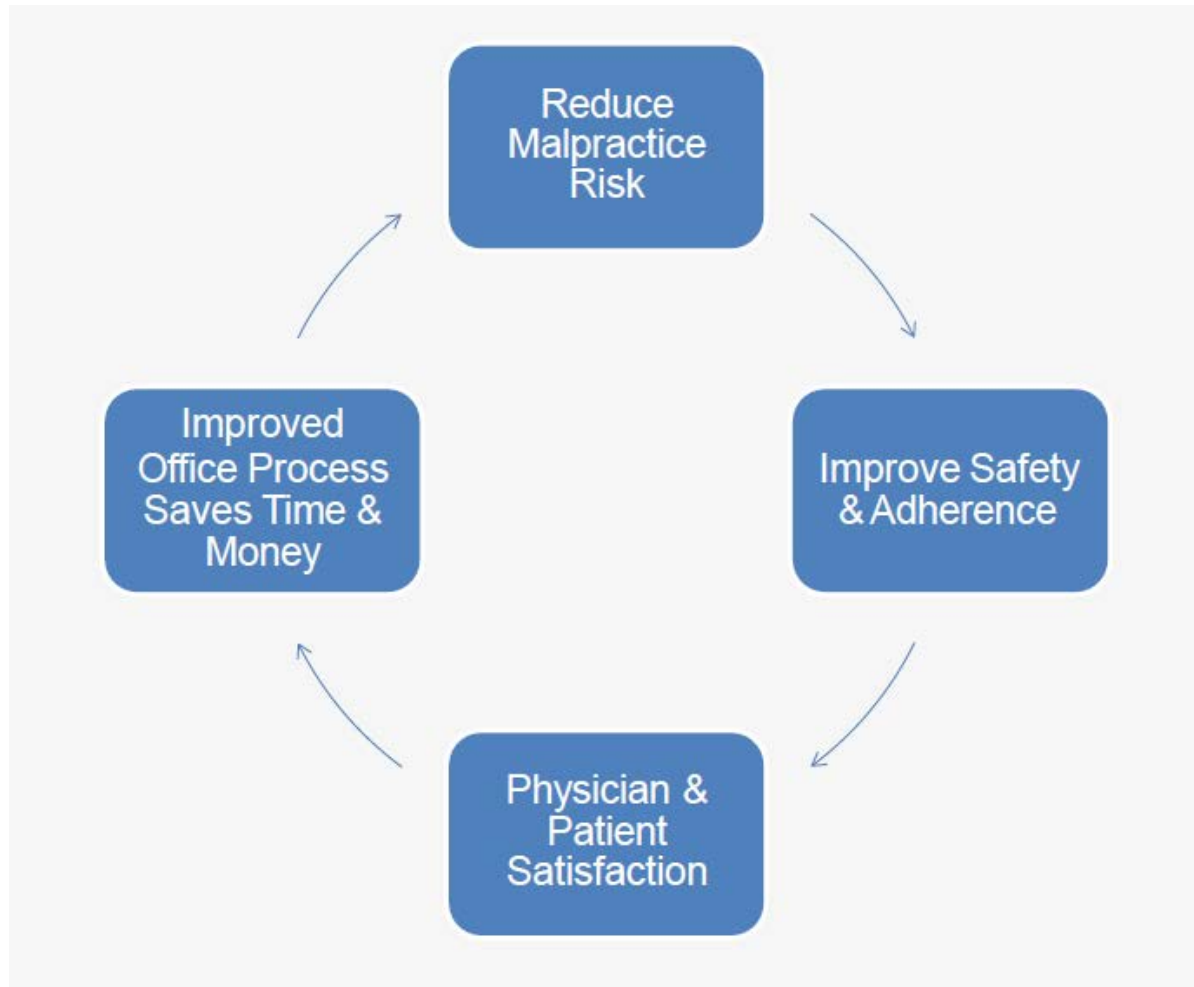 Reduce
Malpractice
Risk
Improve Safety
& Adherence
Physician &
Patient
Satisfaction
Improved
Office Process
Saves Time &
Money